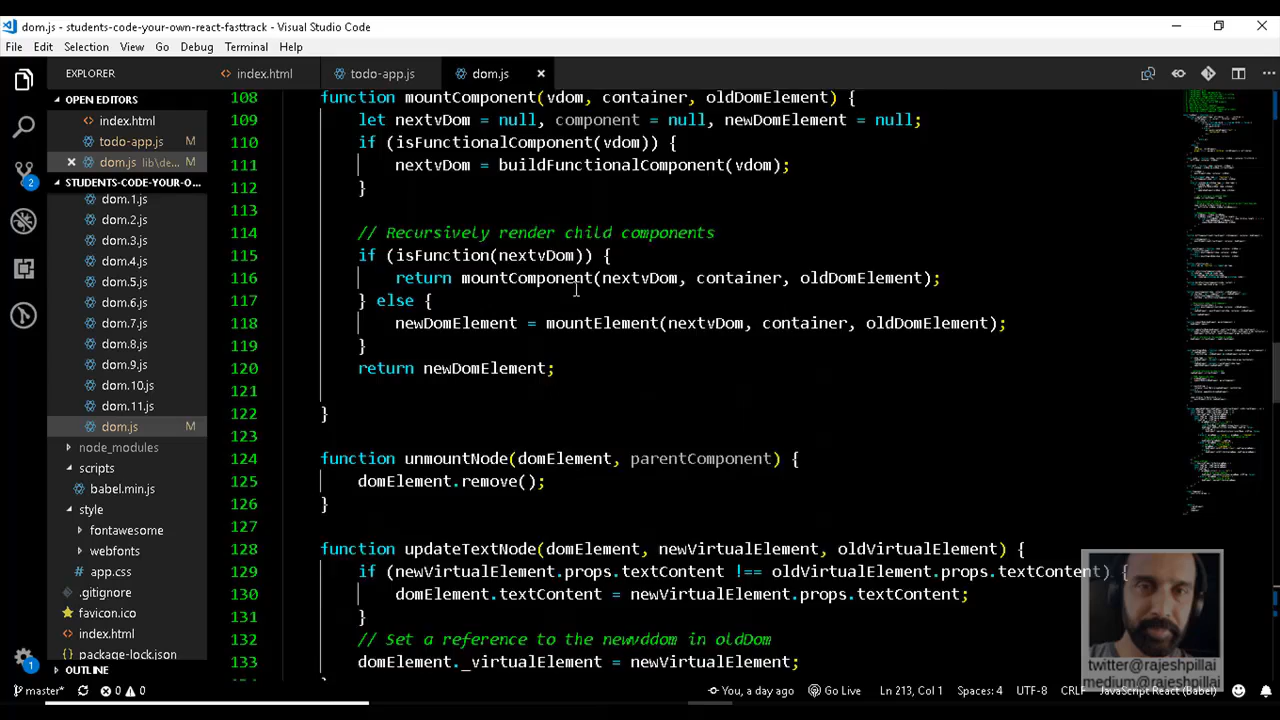 dom.js - students-code-your-own-react-fasttrack - Visual Studio Code
File Edit Selection View Go Debug Terminal Help
EXPLORER
index.html
todo-app.js
dom.js
OPEN EDITORS
index.html
todo-app.js
dom.js lib\de... M
STUDENTS-CODE-YOUR-O...
dom.1.js
dom.2.js
dom.3.js
dom.4.js
dom.5.js
dom.6.js
dom.7.js
dom.8.js
dom.9.js
dom.10.js
dom.11.js
dom.js M
node_modules
scripts
babel.min.js
style
fontawesome
webfonts
app.css
.gitignore
favicon.ico
index.html
package-lock.json
OUTLINE
2
1
108 function mountComponent(vdom, container, oldDomElement) {
109 let nextvDom = null, component = null, newDomElement = null;
110 if (isFunctionalComponent(vdom)) {
111 nextvDom = buildFunctionalComponent(vdom);
112 }
113
114 // Recursively render child components
115 if (isFunction(nextvDom)) {
116 return mountComponent(nextvDom, container, oldDomElement);
117 } else {
118 newDomElement = mountElement(nextvDom, container, oldDomElement);
119 }
120 return newDomElement;
121
122 }
123
124 function unmountNode(domElement, parentComponent) {
125 domElement.remove();
126 }
127
128 function updateTextNode(domElement, newVirtualElement, oldVirtualElement) {
129 if (newVirtualElement.props.textContent !== oldVirtualElement.props.textContent) {
130 domElement.textContent = newVirtualElement.props.textContent;
131 }
132 // Set a reference to the newvddom in oldDom
133 domElement._virtualElement = newVirtualElement;
twitter@rajeshpillai
medium@rajeshpillai
master* 0 0 You, a day ago Go Live Ln 213, Col 1 Spaces: 4 UTF-8 CRLF JavaScript React (Babel)